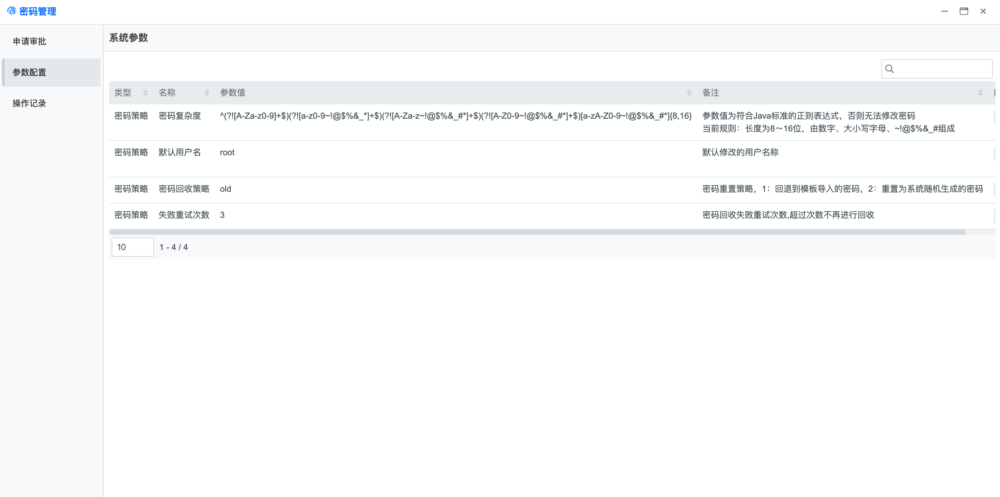 密码管理
申请审批
参数配置
操作记录
系统参数
类型 名称 参数值 备注
密码策略 密码复杂度 ^(?![A-Za-z0-9]+$)(?![a-z0-9~!@$%&_*]+$)(?![A-Za-z~!@$%&_#*]+$)(?![A-Z0-9~!@$%&_#*]+$)[a-zA-Z0-9~!@$%&_#*]{8,16} 参数值为符合Java标准的正则表达式，否则无法修改密码
当前规则：长度为8～16位，由数字、大小写字母、~!@$%&_#组成
密码策略 默认用户名 root 默认修改的用户名称
密码策略 密码回收策略 old 密码重置策略，1：回退到模板导入的密码，2：重置为系统随机生成的密码
密码策略 失败重试次数 3 密码回收失败重试次数,超过次数不再进行回收
10 1 - 4 / 4